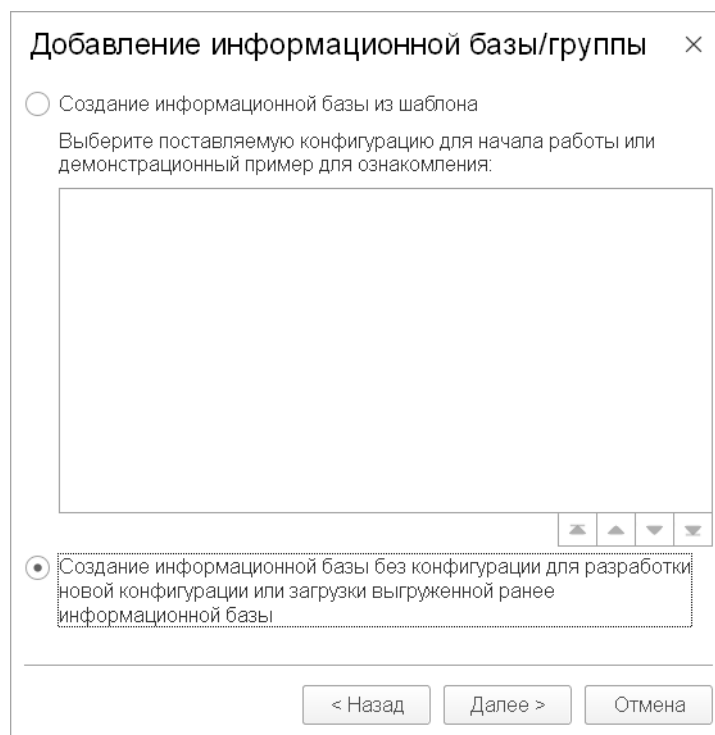 Добавление информационной базы/группы
Создание информационной базы из шаблона
Выберите поставляемую конфигурацию для начала работы или
демонстрационный пример для ознакомления:
Создание информационной базы без конфигурации для разработки
новой конфигурации или загрузки выгруженной ранее
информационной базы
< Назад
Далее >
Отмена